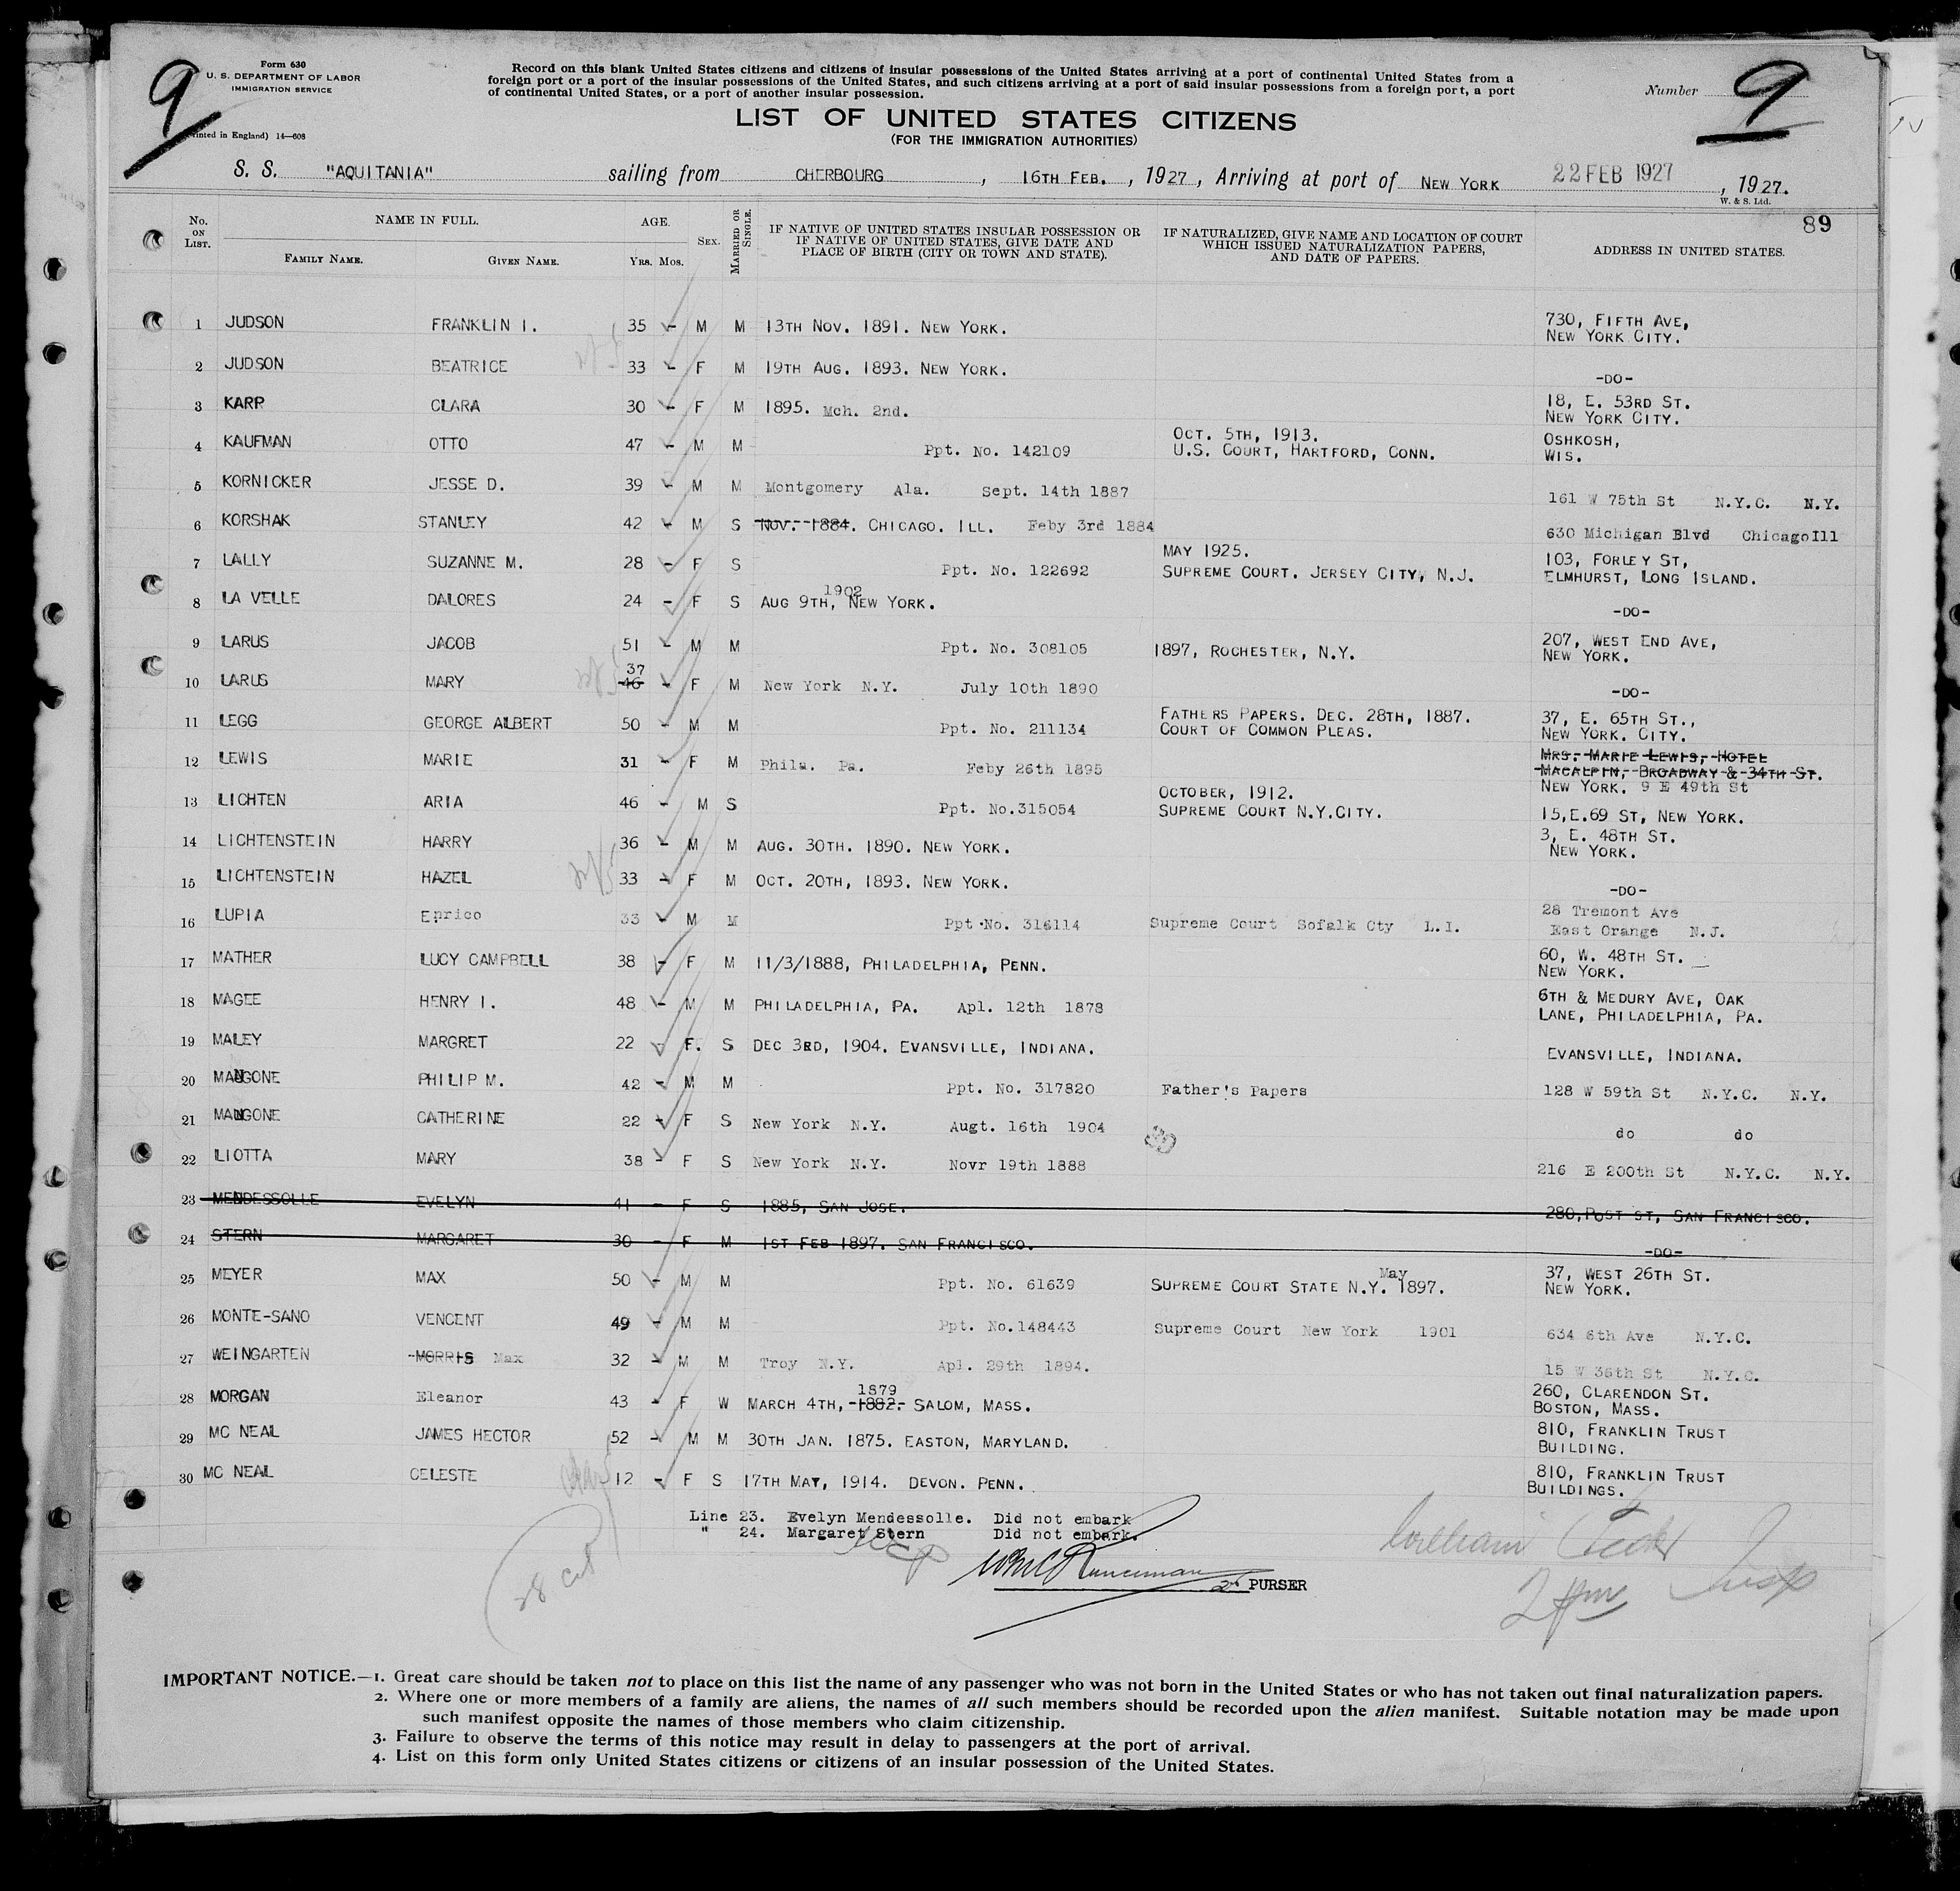 9
Form 630
U. S. DEPARTMENT OF LABOR
IMMIGRATION SERVICE
(Printed in England) 14—608
Record on this blank United States citizens and citizens of insular possessions of the United States arriving at a port of continental United States from a
foreign port or a port of the insular possessions of the United States, and such citizens arriving at a port of said insular possessions from a foreign port, a port
of continental United States, or a port of another insular possession.
Number 9
LIST OF UNITED STATES CITIZENS
(FOR THE IMMIGRATION AUTHORITIES)
S. S. "AQUITANIA" sailing from CHERBOURG, 16TH FEB., 1927, Arriving at port of NEW YORK 22 FEB 1927, 1927.
W. & S. Ltd.
89
No. ON LIST. NAME IN FULL. FAMILY NAME. GIVEN NAME. AGE. YRS. MOS. SEX. MARRIED OR SINGLE. IF NATIVE OF UNITED STATES INSULAR POSSESSION OR IF NATIVE OF UNITED STATES, GIVE DATE AND PLACE OF BIRTH (CITY OR TOWN AND STATE). IF NATURALIZED, GIVE NAME AND LOCATION OF COURT WHICH ISSUED NATURALIZATION PAPERS, AND DATE OF PAPERS. ADDRESS IN UNITED STATES.
1 JUDSON FRANKLIN I. 35 - M M 13TH NOV. 1891. NEW YORK. 730, FIFTH AVE, NEW YORK CITY.
2 JUDSON BEATRICE 33 - F M 19TH AUG. 1893. NEW YORK. -DO-
3 KARP CLARA 30 - F M 1895. Mch. 2nd. 18, E. 53RD ST. NEW YORK CITY.
4 KAUFMAN OTTO 47 - M M Ppt. No. 142109 OCT. 5TH, 1913. U.S. COURT, HARTFORD, CONN. OSHKOSH, WIS.
5 KORNICKER JESSE D. 39 - M M Montgomery Ala. Sept. 14th 1887 161 W 75th St N.Y.C. N.Y.
6 KORSHAK STANLEY 42 - M S NOV. 1884. CHICAGO. ILL. Feby 3rd 1884 630 Michigan Blvd Chicago Ill
7 LALLY SUZANNE M. 28 - F S Ppt. No. 122692 MAY 1925. SUPREME COURT. JERSEY CITY, N.J. 103, FORLEY ST, ELMHURST, LONG ISLAND.
8 LA VELLE DALORES 24 - F S AUG 9TH, 1902 NEW YORK. -DO-
9 LARUS JACOB 51 - M M Ppt. No. 308105 1897, ROCHESTER, N.Y. 207, WEST END AVE, NEW YORK.
10 LARUS MARY 46 37 - F M New York N.Y. July 10th 1890 -DO-
11 LEGG GEORGE ALBERT 50 - M M Ppt. No. 211134 FATHERS PAPERS. DEC. 28TH, 1887. COURT OF COMMON PLEAS. 37, E. 65TH ST., NEW YORK. CITY.
12 LEWIS MARIE 31 - F M Phila. Pa. Feby 26th 1895 MRS. MARIE LEWIS, HOTEL MACALPIN, BROADWAY & 34TH ST. NEW YORK. 9 E 49th St
13 LICHTEN ARIA 46 - M S Ppt. No.315054 OCTOBER, 1912. SUPREME COURT N.Y.CITY. 15,E.69 ST, NEW YORK.
14 LICHTENSTEIN HARRY 36 - M M AUG. 30TH. 1890. NEW YORK. 3, E. 48TH ST. NEW YORK.
15 LICHTENSTEIN HAZEL 33 - F M OCT. 20TH, 1893. NEW YORK. -DO-
16 LUPIA Enrico 33 - M M Ppt No. 316114 Supreme Court Sofalk Cty L.I. 28 Tremont Ave East Orange N.J.
17 MATHER LUCY CAMPBELL 38 - F M 11/3/1888, PHILADELPHIA, PENN. 60, W. 48TH ST. NEW YORK.
18 MAGEE HENRY I. 48 - M M PHILADELPHIA, PA. Apl. 12th 1878 6TH & MEDURY AVE, OAK LANE, PHILADELPHIA, PA.
19 MALEY MARGRET 22 - F. S DEC 3RD, 1904. EVANSVILLE, INDIANA. EVANSVILLE, INDIANA.
20 MANGONE PHILIP M. 42 - M M Ppt. No. 317820 Father's Papers 128 W 59th St N.Y.C. N.Y.
21 MANGONE CATHERINE 22 - F S New York N.Y. Augt. 16th 1904 do do
22 LIOTTA MARY 38 - F S New York N.Y. Novr 19th 1888 216 E 200th St N.Y.C. N.Y.
23 MENDESSOLLE EVELYN 41 - F S 1885, SAN JOSE. 280, POST ST, SAN FRANCISCO.
24 STERN MARGARET 30 - F M 1ST FEB 1897. SAN FRANCISCO. -DO-
25 MEYER MAX 50 - M M Ppt. No. 61639 SUPREME COURT STATE N.Y. May 1897. 37, WEST 26TH ST. NEW YORK.
26 MONTE-SANO VENCENT 49 - M M Ppt. No.148443 Supreme Court New York 1901 634 6th Ave N.Y.C.
27 WEINGARTEN MORRIS Max 32 - M M Troy N.Y. Apl. 29th 1894. 15 W 36th St N.Y.C.
28 MORGAN Eleanor 43 - F W MARCH 4TH, 1882. 1879 SALOM, MASS. 260, CLARENDON ST. BOSTON, MASS.
29 MC NEAL JAMES HECTOR 52 - M M 30TH JAN. 1875. EASTON, MARYLAND. 810, FRANKLIN TRUST BUILDING.
30 MC NEAL CELESTE 12 - F S 17TH MAY, 1914. DEVON. PENN. 810, FRANKLIN TRUST BUILDINGS.
Line 23. Evelyn Mendessolle. Did not embark
" 24. Margaret Stern Did not embark.
28
2nd PURSER
William
2 pm Insp
IMPORTANT NOTICE.—1. Great care should be taken not to place on this list the name of any passenger who was not born in the United States or who has not taken out final naturalization papers.
2. Where one or more members of a family are aliens, the names of all such members should be recorded upon the alien manifest. Suitable notation may be made upon
such manifest opposite the names of those members who claim citizenship.
3. Failure to observe the terms of this notice may result in delay to passengers at the port of arrival.
4. List on this form only United States citizens or citizens of an insular possession of the United States.